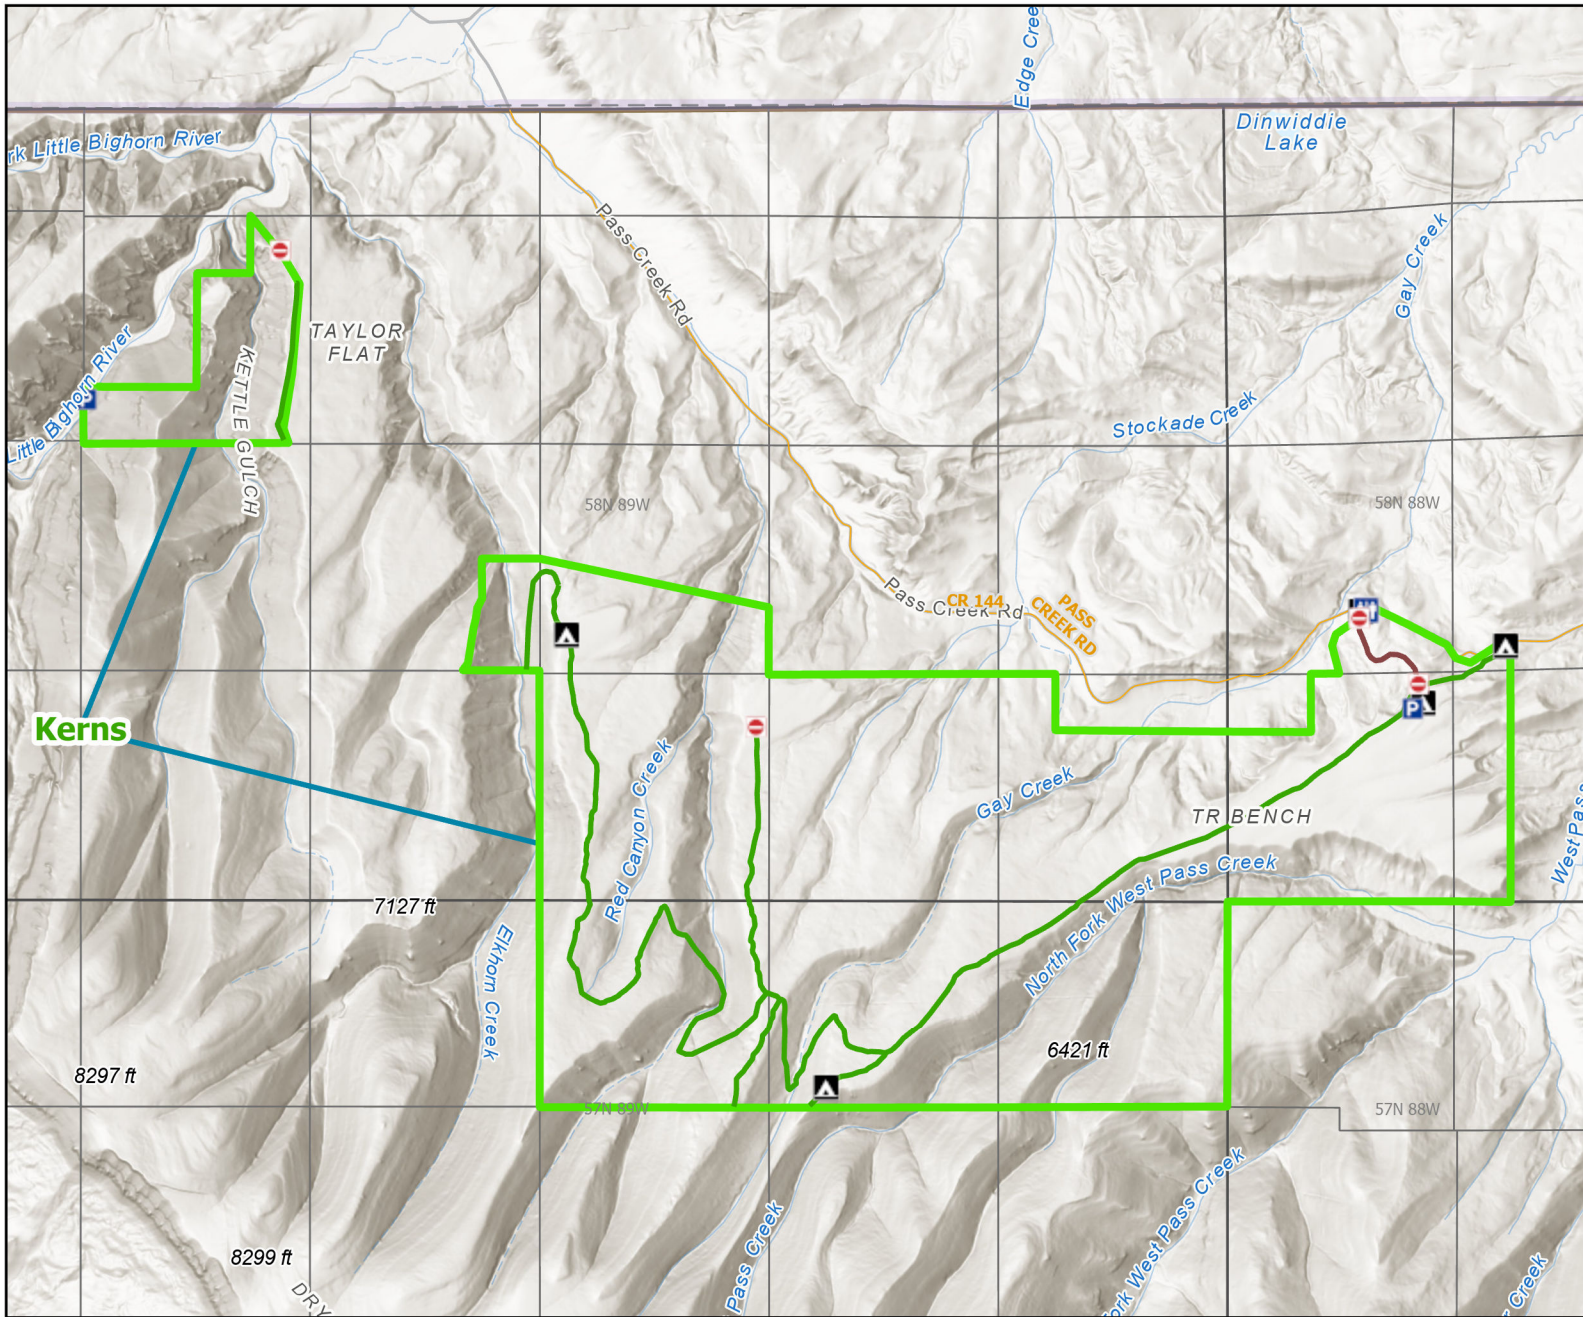 Edge Cree
rk Little Bighorn River
Dinwiddie
Lake
Pass Creek Rd
Gay Creek
TAYLOR
FLAT
Little Bighorn River
KETTLE GULCH
P
Stockade Creek
58N 89W
58N 88W
Pass Creek Rd
CR 144
PASS
CREEK RD
Kerns
P
Red Canyon Creek
Gay Creek
TR BENCH
West Pass
North Fork West Pass Creek
7127 ft
Elkhorn Creek
6421 ft
8297 ft
57N 89W
57N 88W
Pass Creek
ork West Pass Creek
8299 ft
DRY
r Creek